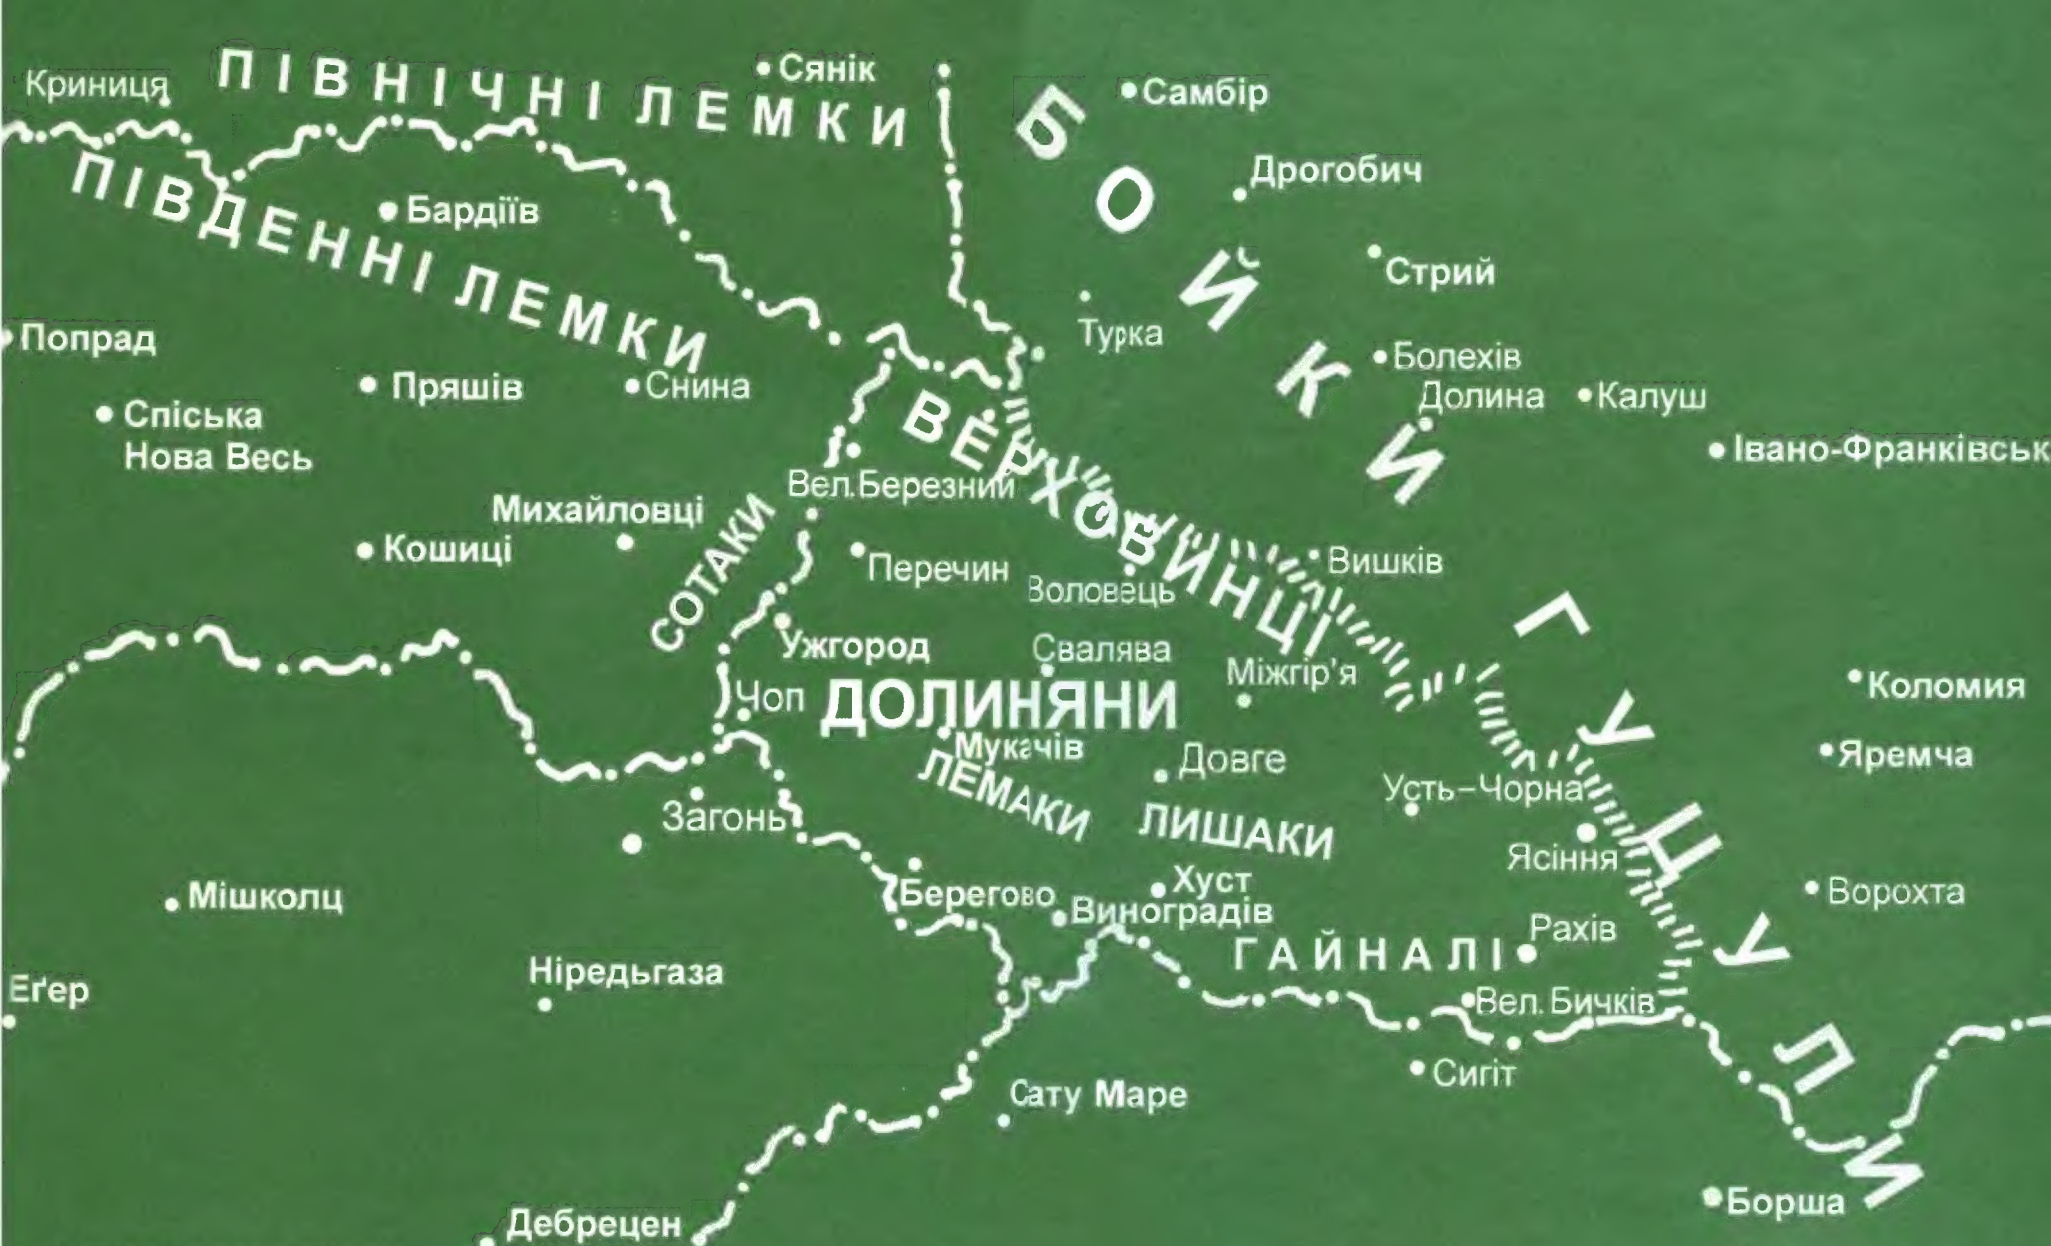 Криниця
ПІВНІЧНІ ЛЕМКИ
Сянік
БОЙКИ
Самбір
Дрогобич
ПІВДЕННІ ЛЕМКИ
Бардіїв
Стрий
Турка
Попрад
Болехів
Пряшів
Снина
Долина
Калуш
Спіська
Нова Весь
ВЕРХОВИНЦІ
Івано-Франківськ
Вел.Березний
Михайловці
СОТАКИ
Кошиці
Перечин
Вишків
Воловець
ГУЦУЛИ
Ужгород
Свалява
Міжгір'я
Коломия
Чоп
ДОЛИНЯНИ
Мукачів
Довге
Яремча
ЛЕМАКИ
Усть-Чорна
Загонь
ЛИШАКИ
Ясіння
Мішколц
Берегово
Хуст
Виноградів
Ворохта
Рахів
ГАЙНАЛІ
Ніредьгаза
Еґер
Вел. Бичків
Сигіт
Сату Маре
Борша
Дебрецен